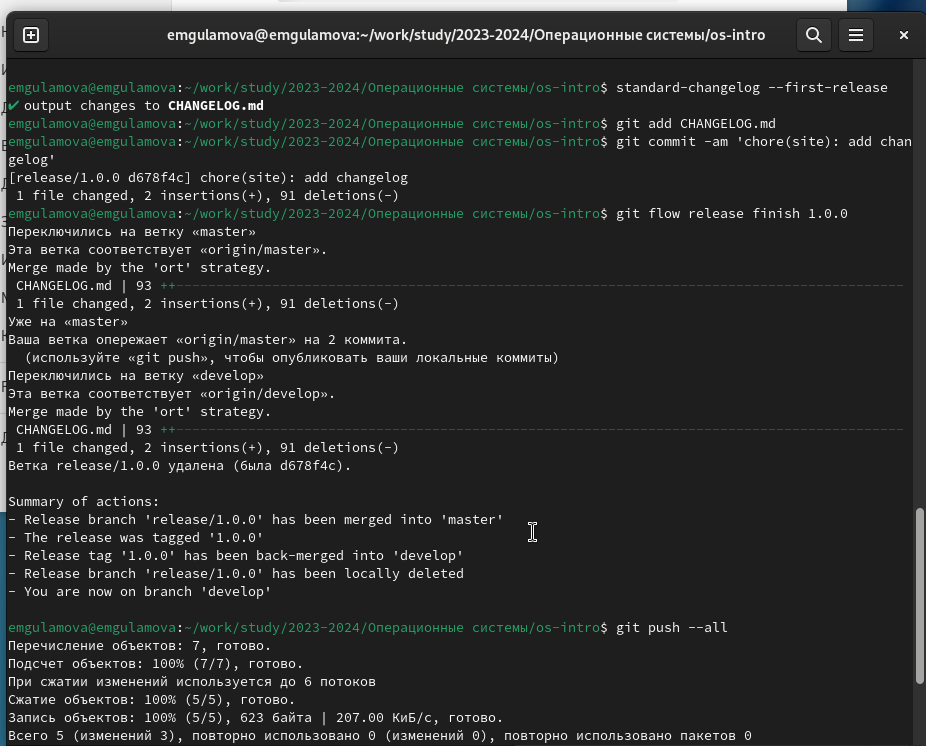 emgulamova@emgulamova:~/work/study/2023-2024/Операционные системы/os-intro
emgulamova@emgulamova:~/work/study/2023-2024/Операционные системы/os-intro$ standard-changelog --first-release
✔ output changes to CHANGELOG.md
emgulamova@emgulamova:~/work/study/2023-2024/Операционные системы/os-intro$ git add CHANGELOG.md
emgulamova@emgulamova:~/work/study/2023-2024/Операционные системы/os-intro$ git commit -am 'chore(site): add chan
gelog'
[release/1.0.0 d678f4c] chore(site): add changelog
 1 file changed, 2 insertions(+), 91 deletions(-)
emgulamova@emgulamova:~/work/study/2023-2024/Операционные системы/os-intro$ git flow release finish 1.0.0
Переключились на ветку «master»
Эта ветка соответствует «origin/master».
Merge made by the 'ort' strategy.
 CHANGELOG.md | 93 ++-------------------------------------------------------------------------------------------
 1 file changed, 2 insertions(+), 91 deletions(-)
Уже на «master»
Ваша ветка опережает «origin/master» на 2 коммита.
  (используйте «git push», чтобы опубликовать ваши локальные коммиты)
Переключились на ветку «develop»
Эта ветка соответствует «origin/develop».
Merge made by the 'ort' strategy.
 CHANGELOG.md | 93 ++-------------------------------------------------------------------------------------------
 1 file changed, 2 insertions(+), 91 deletions(-)
Ветка release/1.0.0 удалена (была d678f4c).
Summary of actions:
- Release branch 'release/1.0.0' has been merged into 'master'
- The release was tagged '1.0.0'
- Release tag '1.0.0' has been back-merged into 'develop'
- Release branch 'release/1.0.0' has been locally deleted
- You are now on branch 'develop'
emgulamova@emgulamova:~/work/study/2023-2024/Операционные системы/os-intro$ git push --all
Перечисление объектов: 7, готово.
Подсчет объектов: 100% (7/7), готово.
При сжатии изменений используется до 6 потоков
Сжатие объектов: 100% (5/5), готово.
Запись объектов: 100% (5/5), 623 байта | 207.00 КиБ/с, готово.
Всего 5 (изменений 3), повторно использовано 0 (изменений 0), повторно использовано пакетов 0